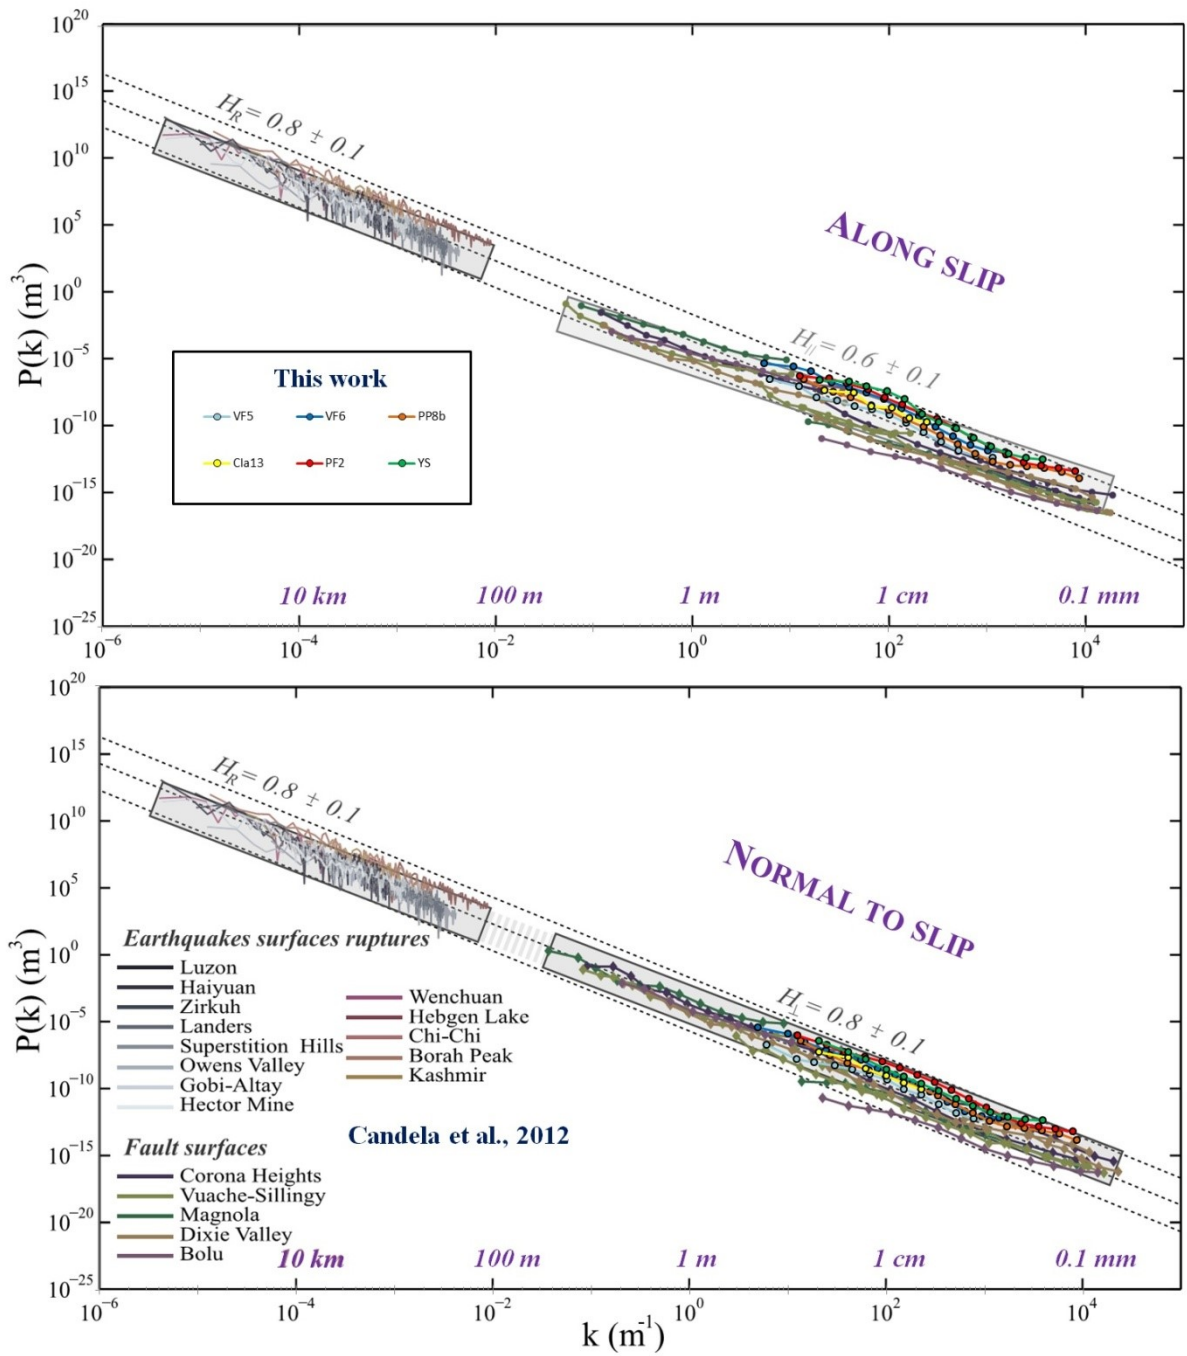 10^20
10^15
10^10
10^5
10^0
10^−5
10^−10
10^−15
10^−20
10^−25
P(k) (m^3)
H_R = 0.8 ± 0.1
ALONG SLIP
H_|| = 0.6 ± 0.1
This work
VF5 VF6 PP8b
Cla13 PF2 YS
10 km 100 m 1 m 1 cm 0.1 mm
10^−6 10^−4 10^−2 10^0 10^2 10^4
10^20
10^15
10^10
10^5
10^0
10^−5
10^−10
10^−15
10^−20
10^−25
P(k) (m^3)
H_R = 0.8 ± 0.1
NORMAL TO SLIP
H_⊥ = 0.8 ± 0.1
Earthquakes surfaces ruptures
Luzon
Haiyuan
Zirkuh
Landers
Superstition Hills
Owens Valley
Gobi-Altay
Hector Mine
Wenchuan
Hebgen Lake
Chi-Chi
Borah Peak
Kashmir
Candela et al., 2012
Fault surfaces
Corona Heights
Vuache-Sillingy
Magnola
Dixie Valley
Bolu
10 km 100 m 1 m 1 cm 0.1 mm
10^−6 10^−4 10^−2 10^0 10^2 10^4
k (m^-1)